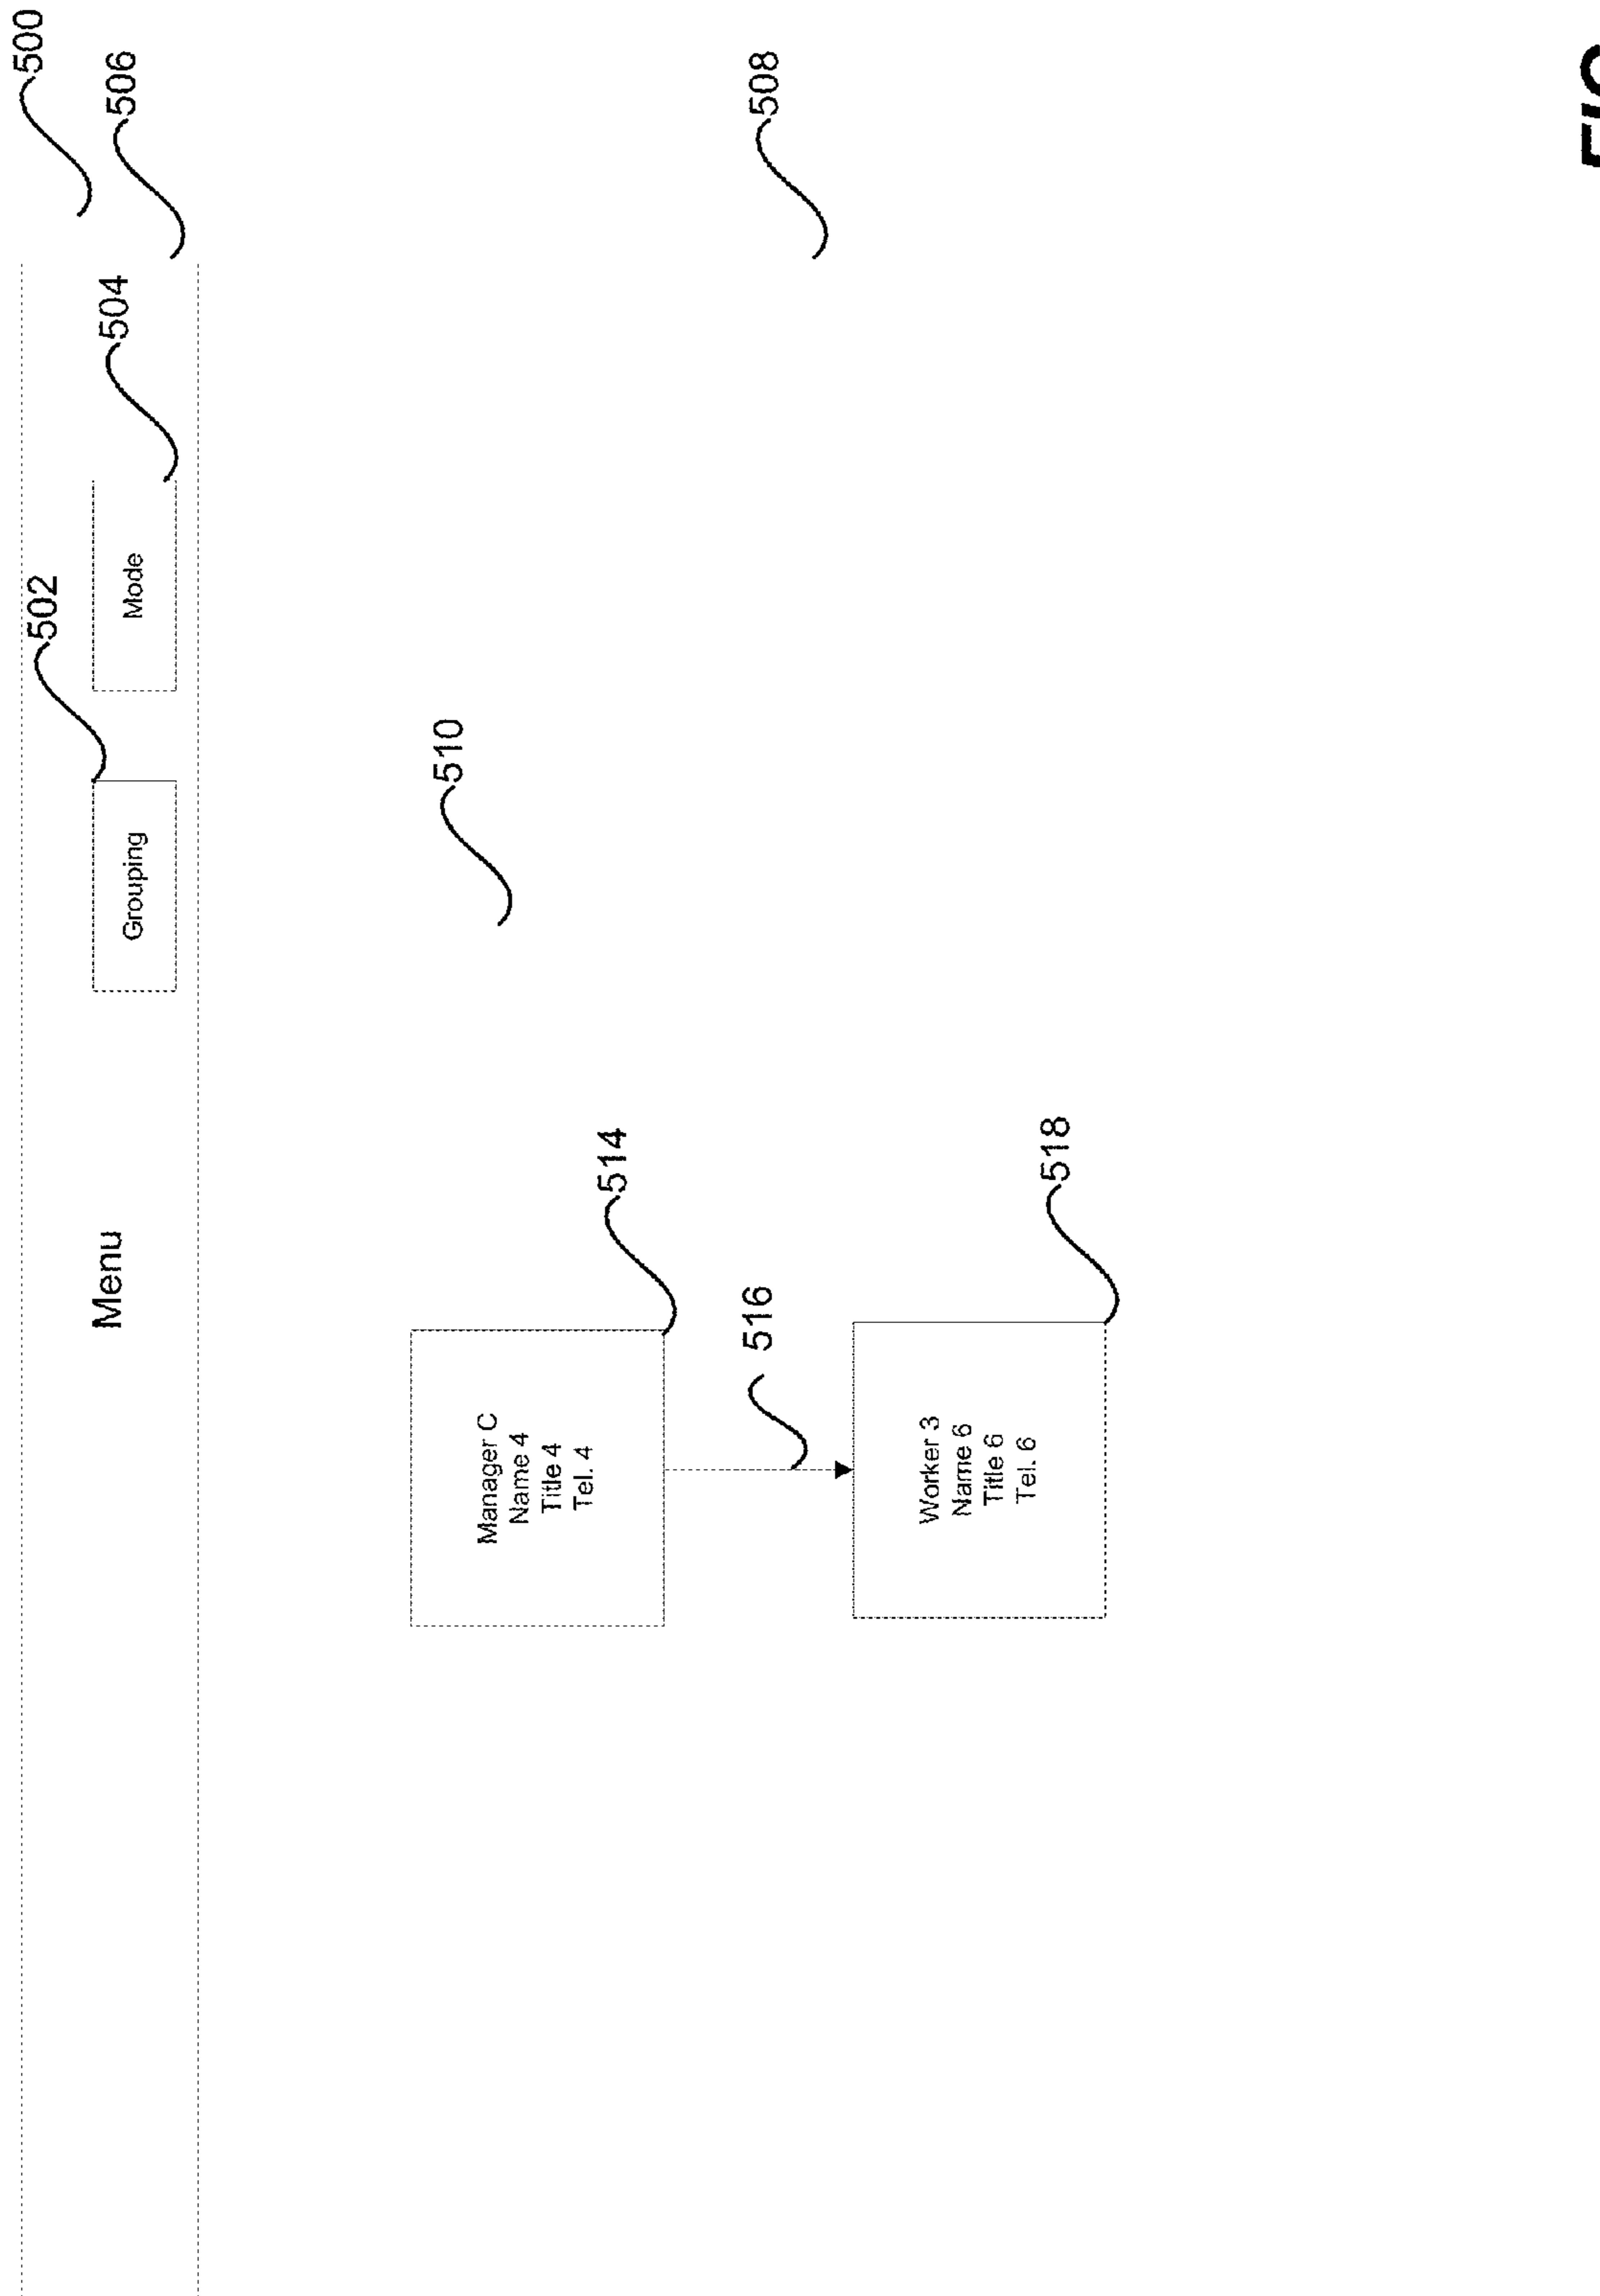 500
506
502
504
Menu
Grouping
Mode
510
508
514
Manager C
Name 4
Title 4
Tel. 4
516
518
Worker 3
Name 6
Title 6
Tel. 6